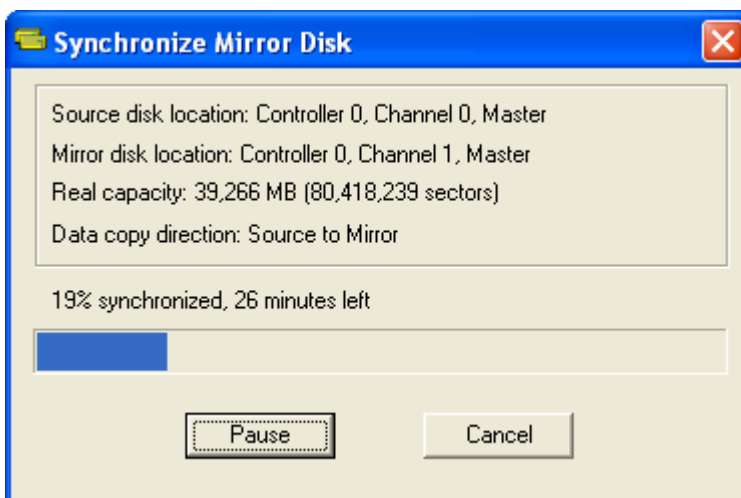 Synchronize Mirror Disk
Source disk location: Controller 0, Channel 0, Master
Mirror disk location: Controller 0, Channel 1, Master
Real capacity: 39,266 MB (80,418,239 sectors)
Data copy direction: Source to Mirror
19% synchronized, 26 minutes left
Pause Cancel